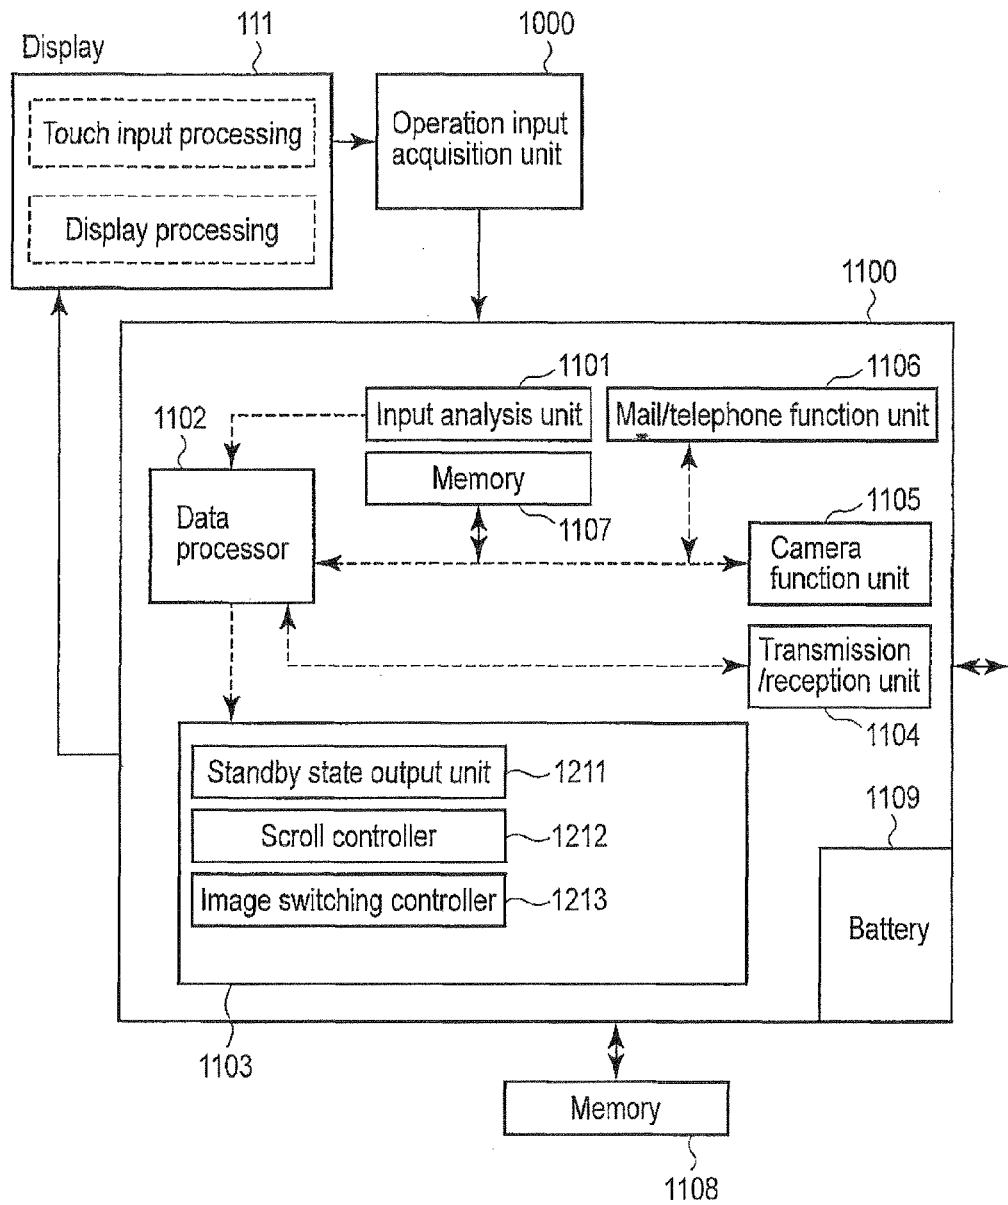 111
1000
Display
Touch input processing
Display processing
Operation input
acquisition unit
1100
1101
1106
Input analysis unit
Mail/telephone function unit
1102
Memory
1107
1105
Data
processor
Camera
function unit
Transmission
/reception unit
1104
Standby state output unit
1211
Scroll controller
1212
Image switching controller
1213
1109
Battery
1103
Memory
1108